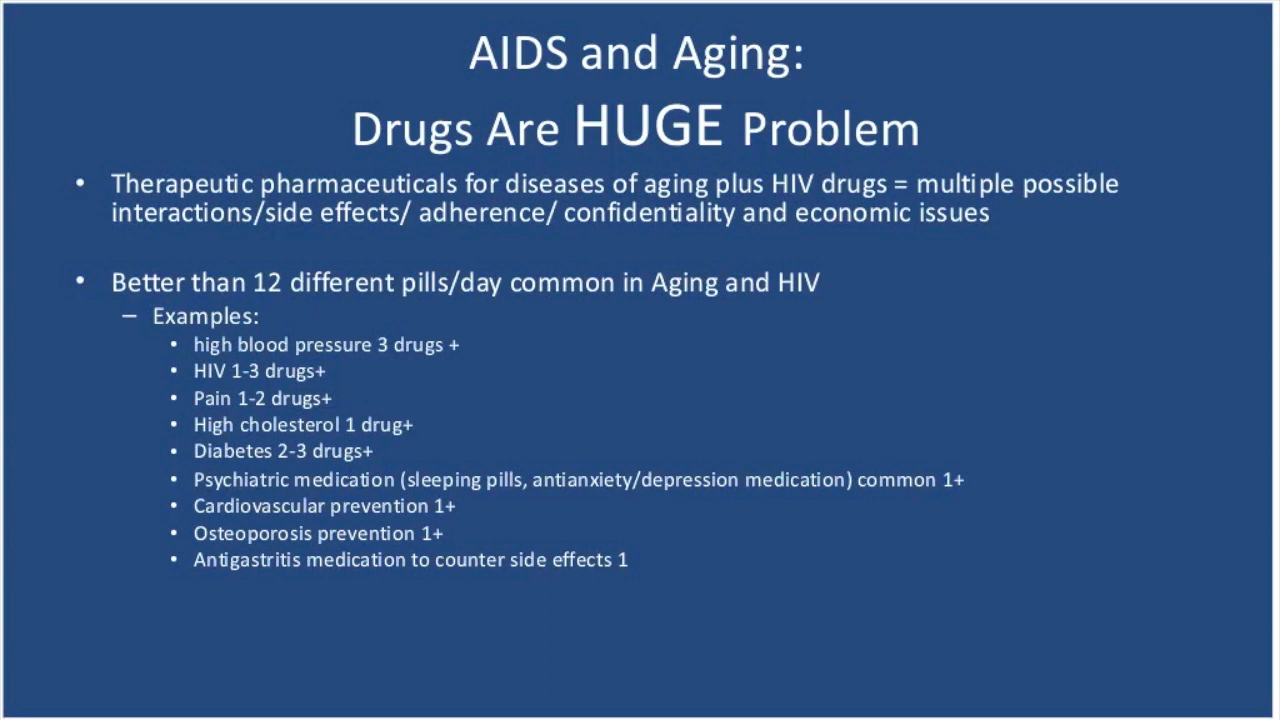 AIDS and Aging:
Drugs Are HUGE Problem
• Therapeutic pharmaceuticals for diseases of aging plus HIV drugs = multiple possible
interactions/side effects/ adherence/ confidentiality and economic issues
• Better than 12 different pills/day common in Aging and HIV
– Examples:
• high blood pressure 3 drugs +
• HIV 1-3 drugs+
• Pain 1-2 drugs+
• High cholesterol 1 drug+
• Diabetes 2-3 drugs+
• Psychiatric medication (sleeping pills, antianxiety/depression medication) common 1+
• Cardiovascular prevention 1+
• Osteoporosis prevention 1+
• Antigastritis medication to counter side effects 1